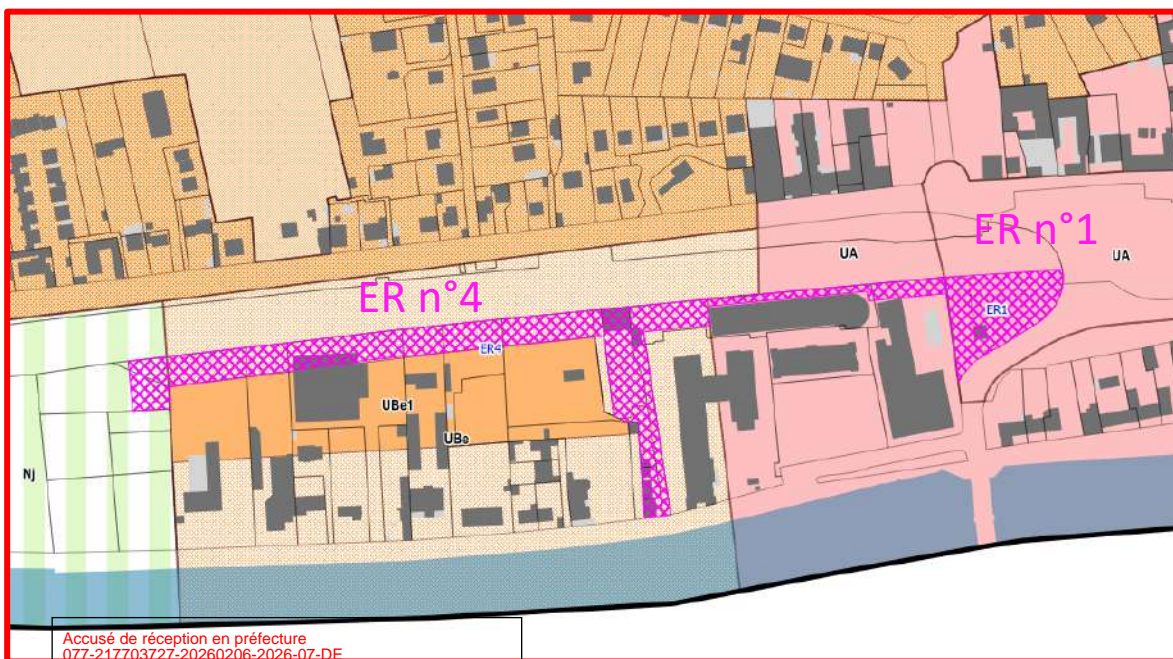 ER n°1
UA
UA
ER n°4
ER1
ER4
UBe1
UBe
Nj
Accusé de réception en préfecture
077-217703727-20260206-2026-07-DE